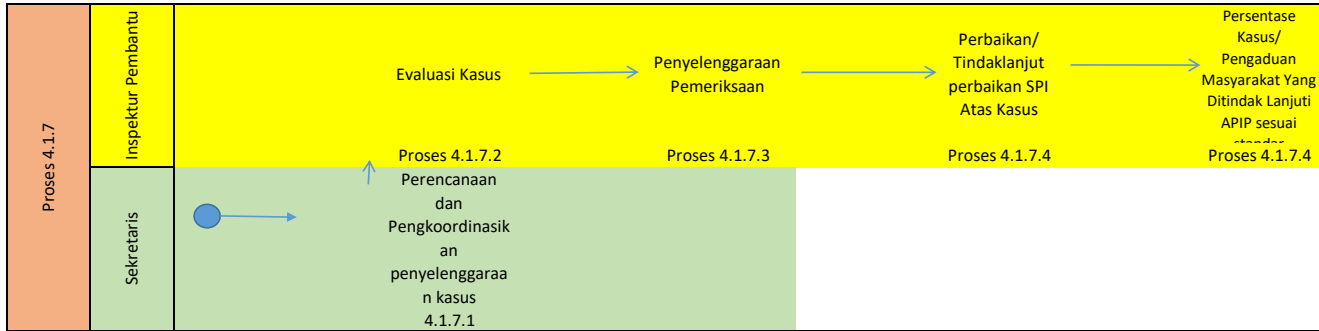 Proses 4.1.7
Inspektur Pembantu
Evaluasi Kasus
Proses 4.1.7.2
Penyelenggaraan
Pemeriksaan
Proses 4.1.7.3
Perbaikan/
Tindaklanjut
perbaikan SPI
Atas Kasus
Proses 4.1.7.4
Persentase
Kasus/
Pengaduan
Masyarakat Yang
Ditindak Lanjuti
APIP sesuai
standar
Proses 4.1.7.4
Sekretaris
Perencanaan
dan
Pengkoordinasik
an
penyelenggaraa
n kasus
4.1.7.1